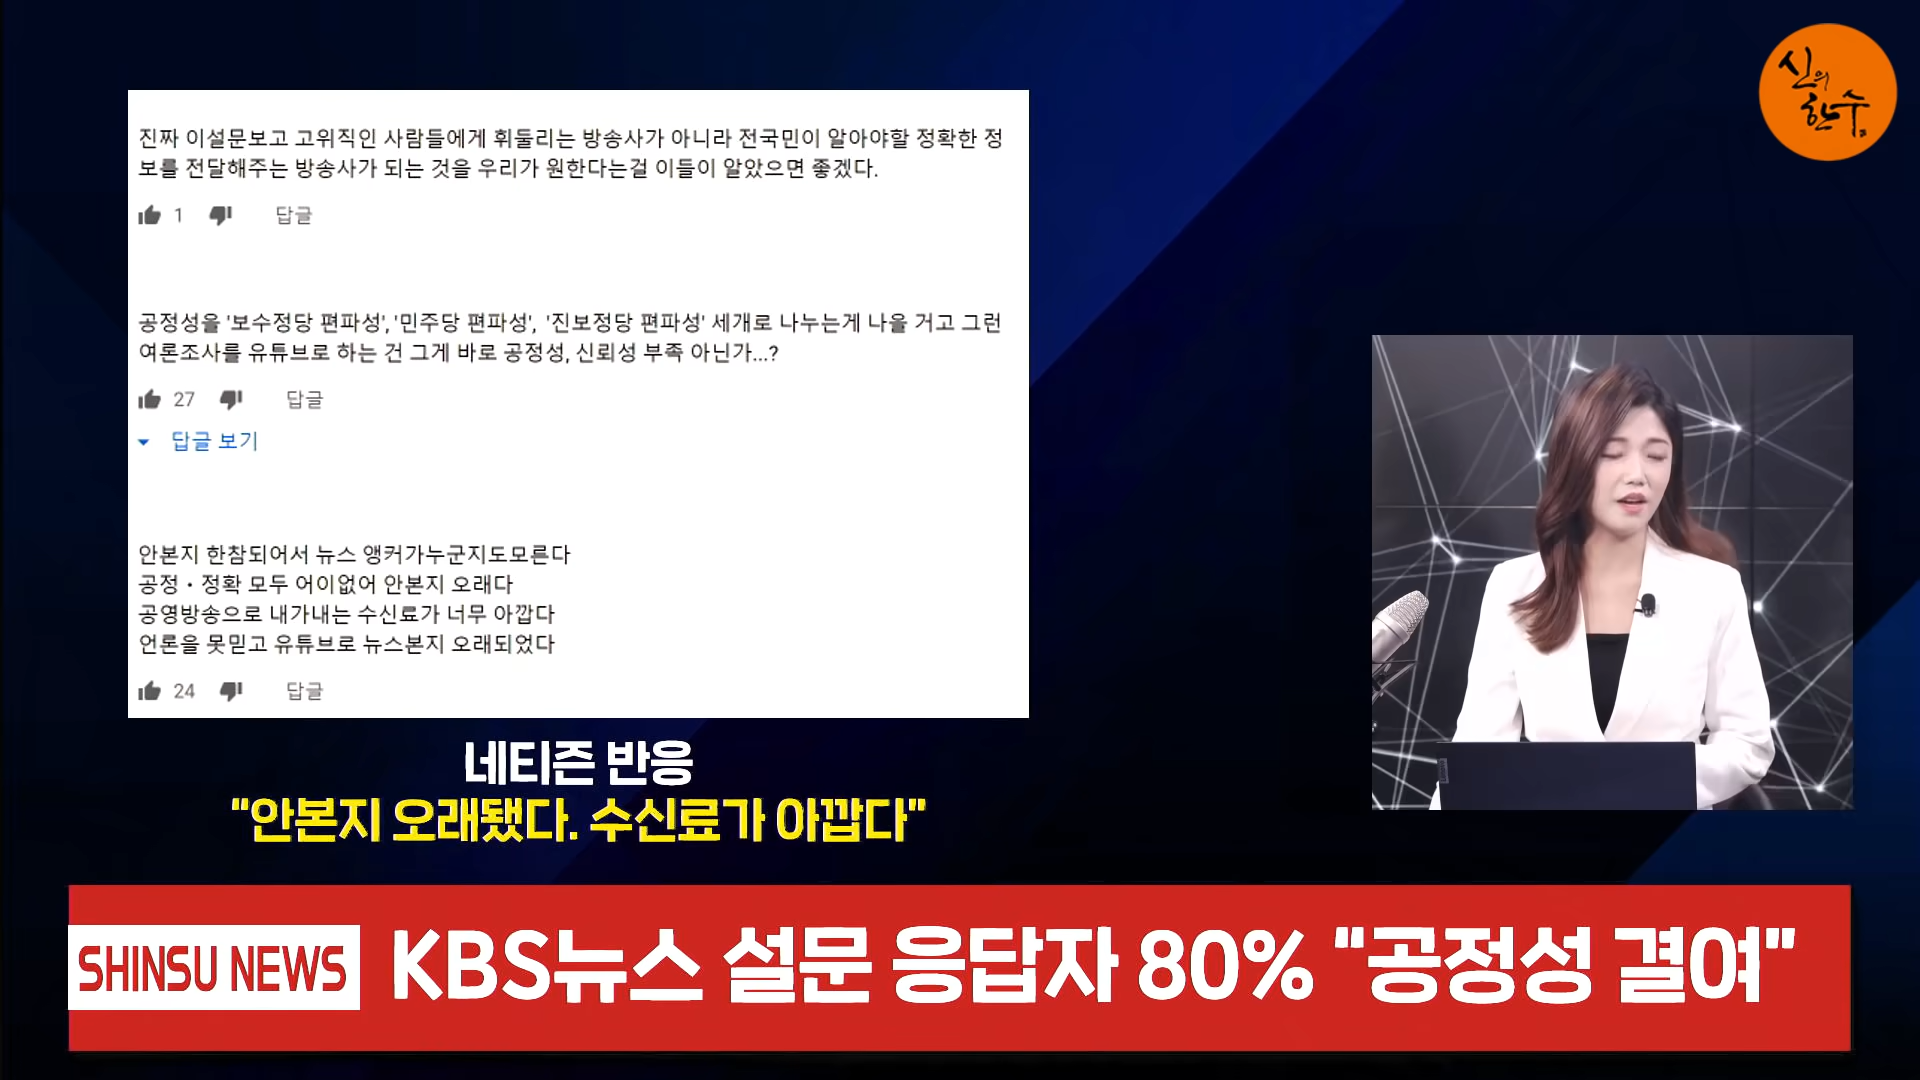 신의
한수
진짜 이설문보고 고위직인 사람들에게 휘둘리는 방송사가 아니라 전국민이 알아야할 정확한 정
보를 전달해주는 방송사가 되는 것을 우리가 원한다는걸 이들이 알았으면 좋겠다.
1 답글
공정성을 '보수정당 편파성', '민주당 편파성', '진보정당 편파성' 세개로 나누는게 나을 거고 그런
여론조사를 유튜브로 하는 건 그게 바로 공정성, 신뢰성 부족 아닌가...?
27 답글
답글 보기
안본지 한참되어서 뉴스 앵커가누군지도모른다
공정·정확 모두 어이없어 안본지 오래다
공영방송으로 내가내는 수신료가 너무 아깝다
언론을 못믿고 유튜브로 뉴스본지 오래되었다
24 답글
네티즌 반응
“안본지 오래됐다. 수신료가 아깝다”
SHINSU NEWS
KBS뉴스 설문 응답자 80% “공정성 결여”